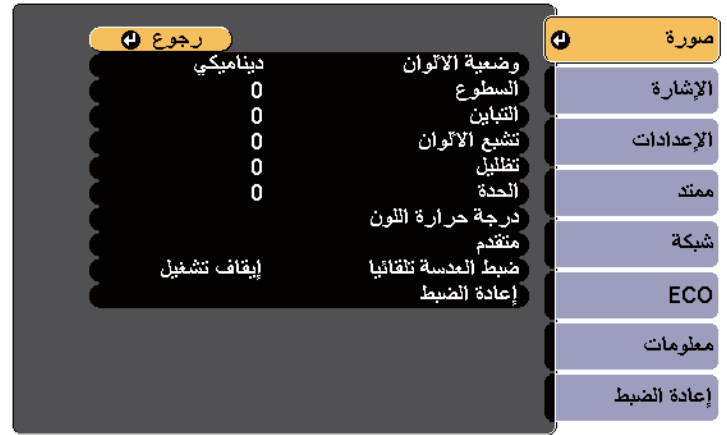 صورة
الإشارة
الإعدادات
ممتد
شبكة
ECO
معلومات
إعادة الضبط
رجوع
وضعية الألوان ديناميكي
السطوع 0
التباين 0
تشبع الألوان 0
تظليل 0
الحدة 0
درجة حرارة اللون
متقدم
ضبط العدسة تلقائيا إيقاف تشغيل
إعادة الضبط